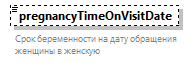 pregnancyTimeOnVisitDate
Срок беременности на дату обращения
женщины в женскую